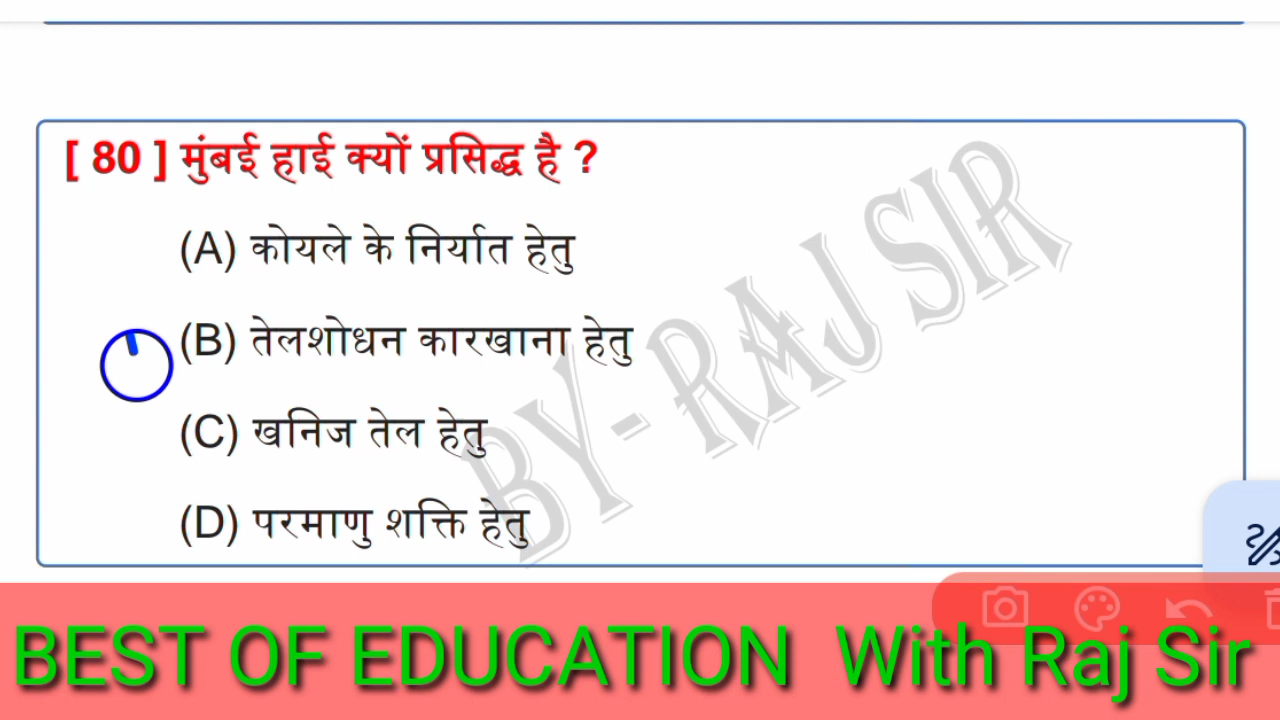 [ 80 ] मुंबई हाई क्यों प्रसिद्ध है ?
(A) कोयले के निर्यात हेतु
(B) तेलशोधन कारखाना हेतु
(C) खनिज तेल हेतु
(D) परमाणु शक्ति हेतु
BY- RAJ SIR
BEST OF EDUCATION With Raj Sir